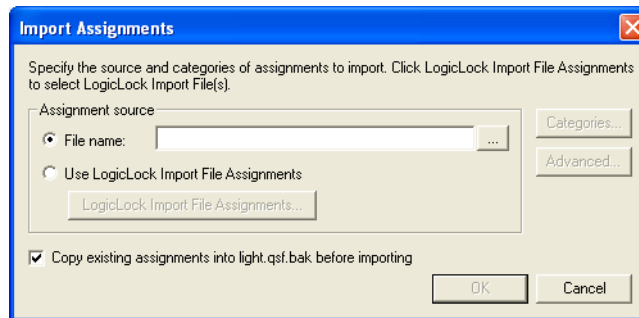 Import Assignments
Specify the source and categories of assignments to import. Click LogicLock Import File Assignments
to select LogicLock Import File(s).
Assignment source
File name:
...
Categories...
Use LogicLock Import File Assignments
Advanced...
LogicLock Import File Assignments...
Copy existing assignments into light.qsf.bak before importing
OK
Cancel